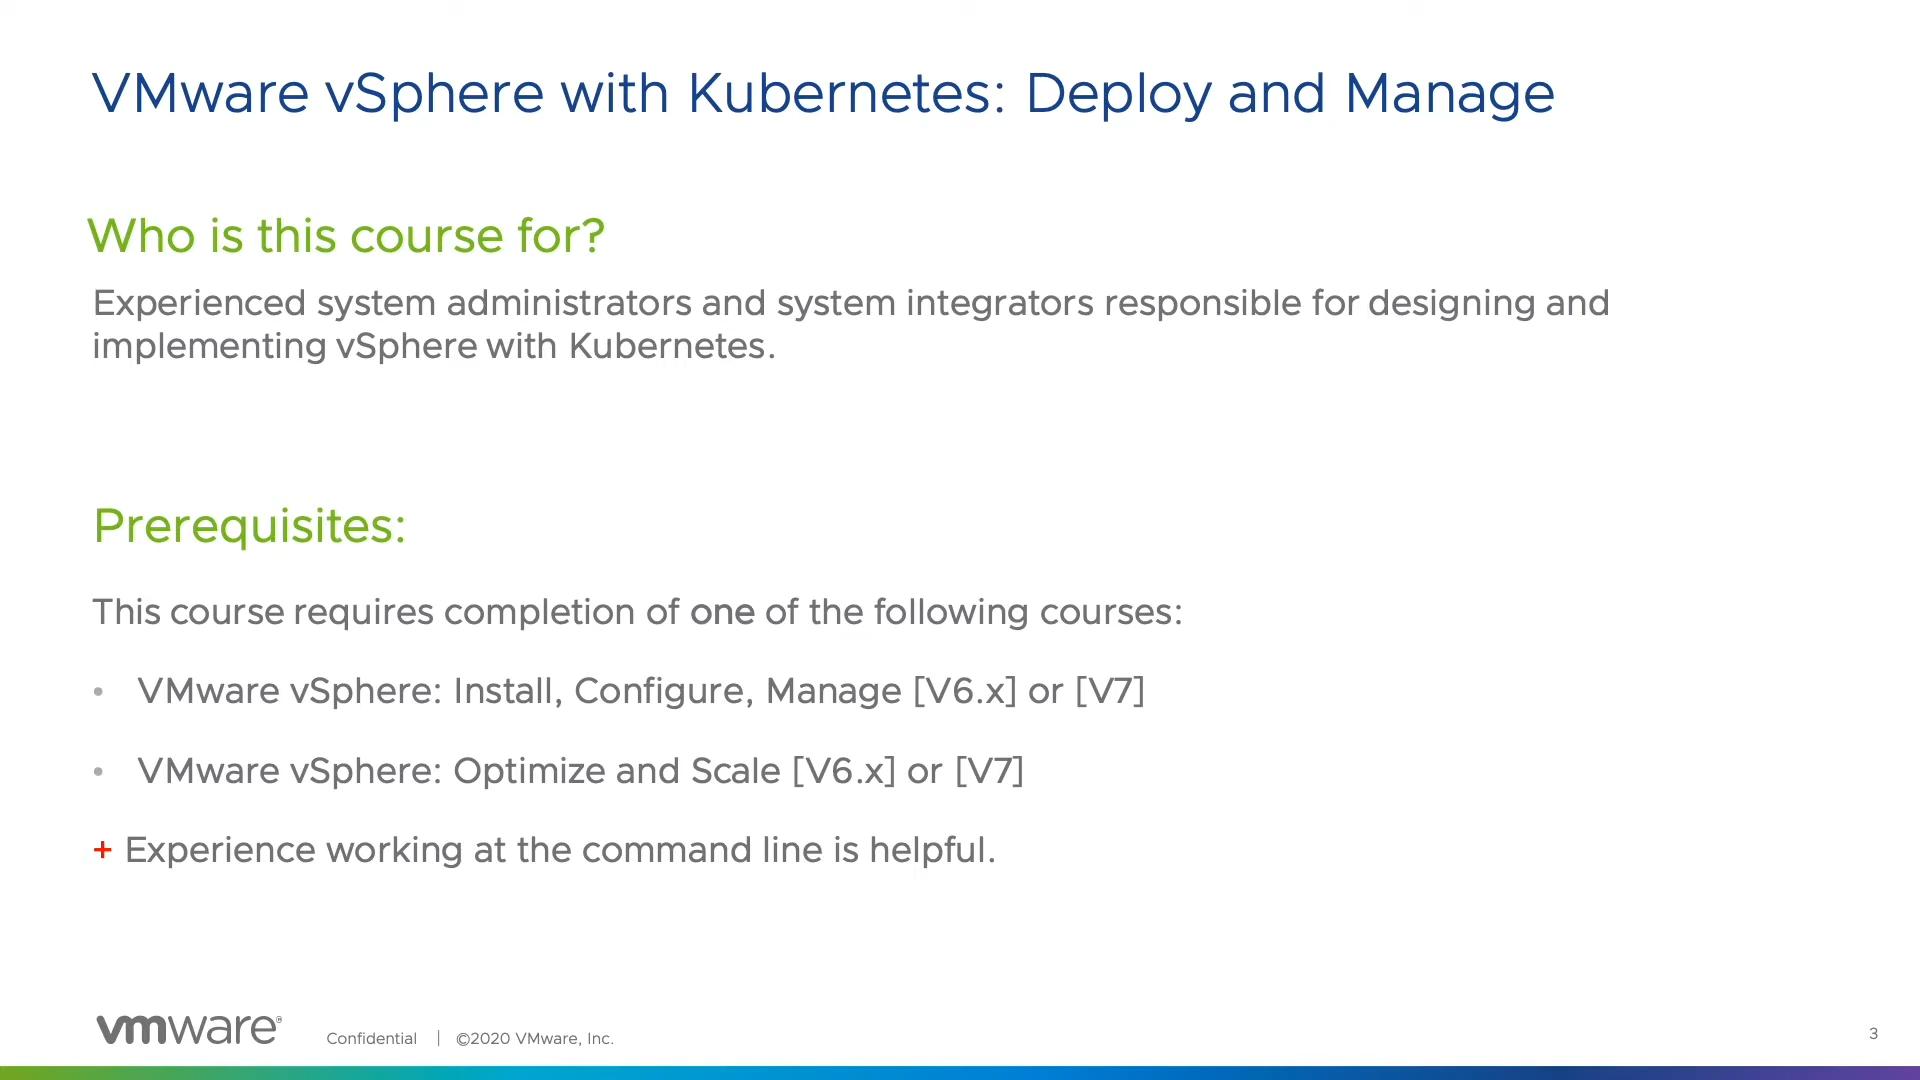 VMware vSphere with Kubernetes: Deploy and Manage
Who is this course for?
Experienced system administrators and system integrators responsible for designing and
implementing vSphere with Kubernetes.
Prerequisites:
This course requires completion of one of the following courses:
• VMware vSphere: Install, Configure, Manage [V6.x] or [V7]
• VMware vSphere: Optimize and Scale [V6.x] or [V7]
+ Experience working at the command line is helpful.
vmware® Confidential | ©2020 VMware, Inc. 3